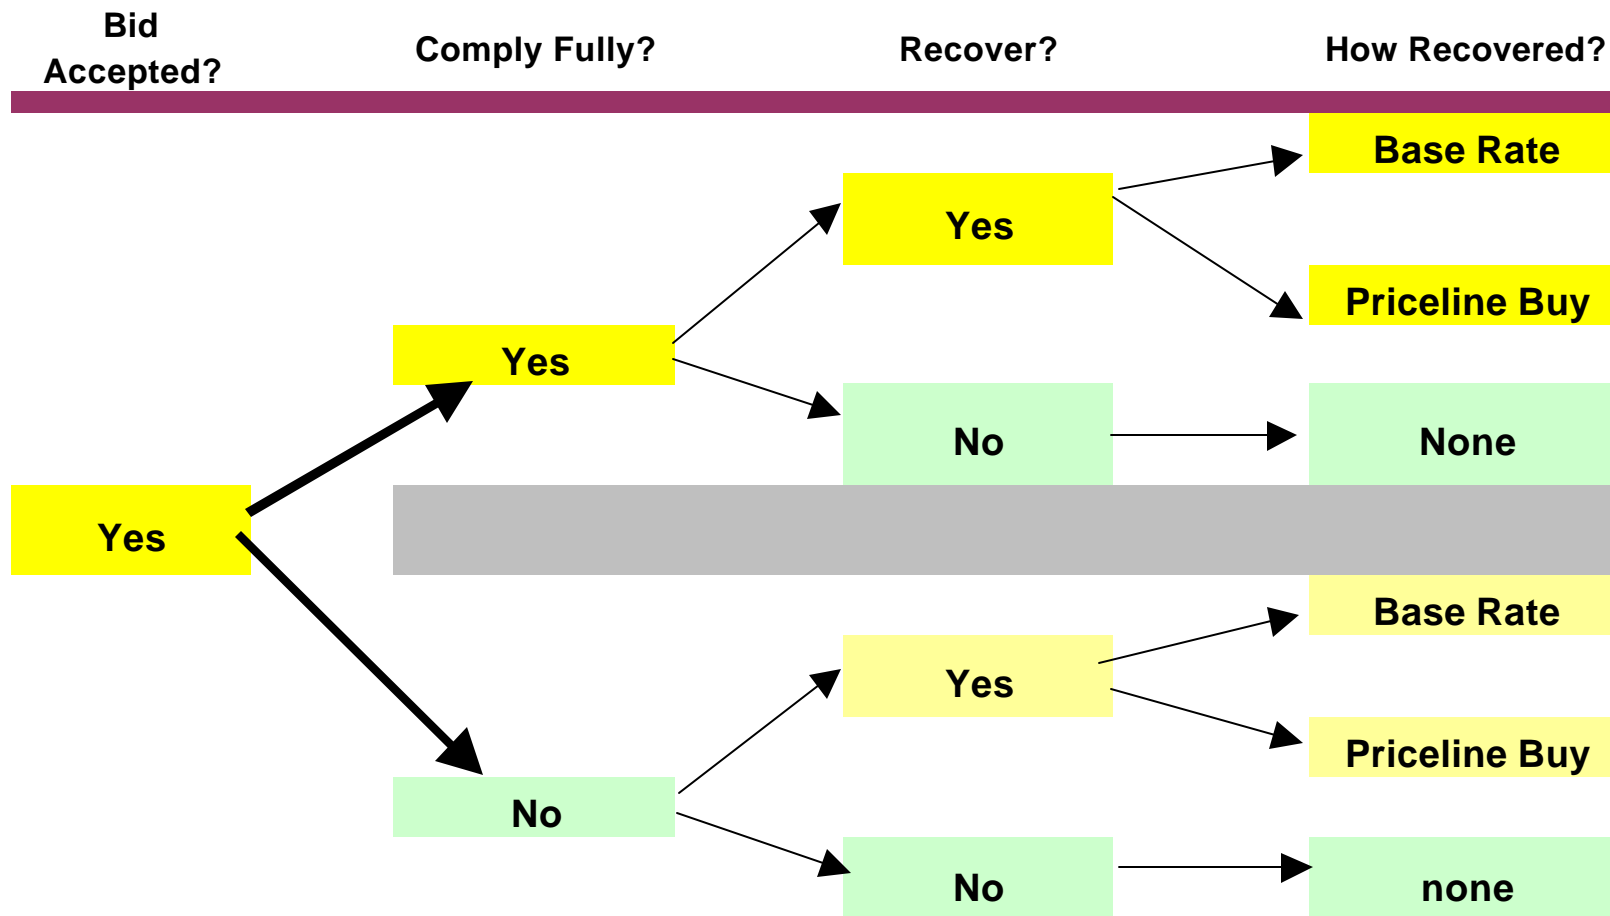 Bid
Accepted?
Comply Fully?
Recover?
How Recovered?
Base Rate
Yes
Priceline Buy
Yes
No
None
Yes
Base Rate
Yes
Priceline Buy
No
No
none